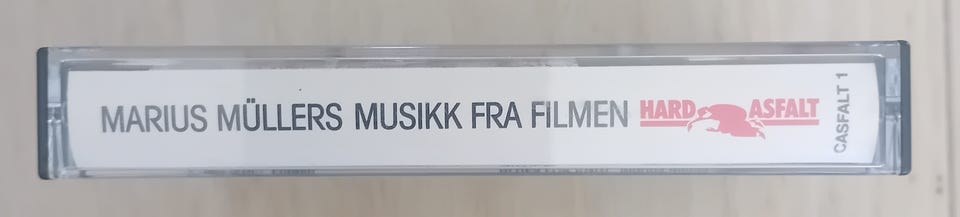 MARIUS MÜLLERS MUSIKK FRA FILMEN HARD ASFALT
CASFALT 1